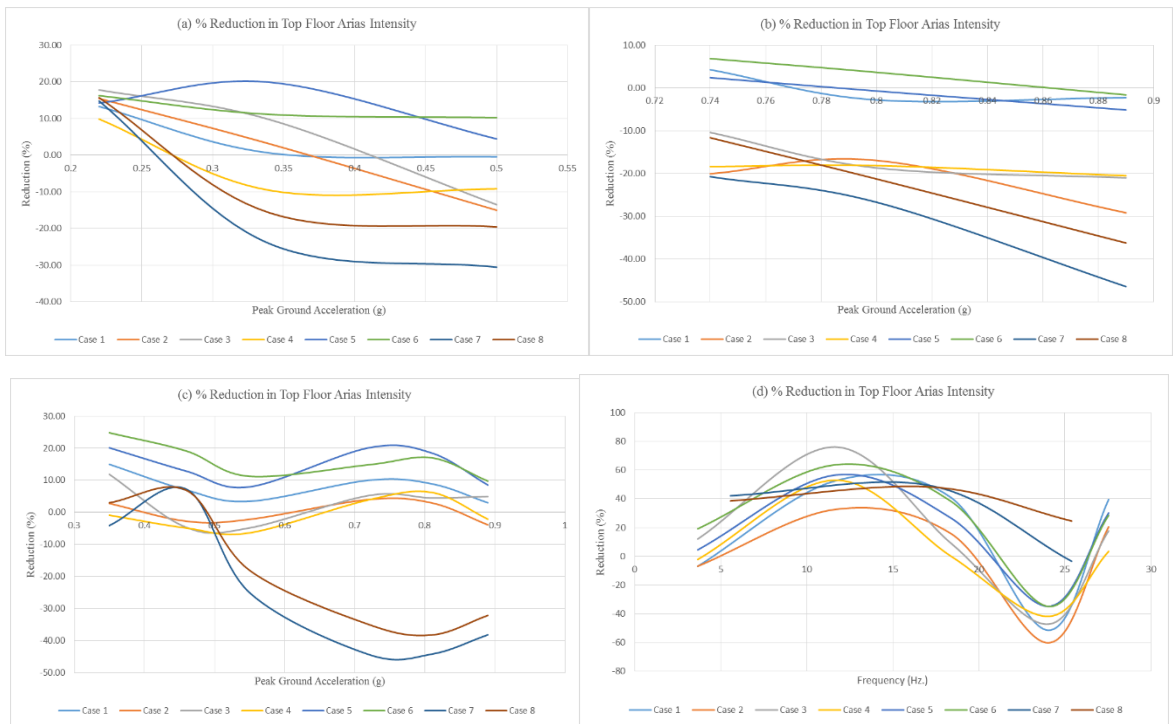 (a) % Reduction in Top Floor Arias Intensity
30.00
20.00
10.00
0.00
-10.00
-20.00
-30.00
-40.00
0.2 0.25 0.3 0.35 0.4 0.45 0.5 0.55
Reduction (%)
Peak Ground Acceleration (g)
Case 1 Case 2 Case 3 Case 4 Case 5 Case 6 Case 7 Case 8
(b) % Reduction in Top Floor Arias Intensity
10.00
0.00
-10.00
-20.00
-30.00
-40.00
-50.00
0.72 0.74 0.76 0.78 0.8 0.82 0.84 0.86 0.88 0.9
Reduction (%)
Peak Ground Acceleration (g)
Case 1 Case 2 Case 3 Case 4 Case 5 Case 6 Case 7 Case 8
(c) % Reduction in Top Floor Arias Intensity
30.00
20.00
10.00
0.00
-10.00
-20.00
-30.00
-40.00
-50.00
0.3 0.4 0.5 0.6 0.7 0.8 0.9 1
Reduction (%)
Peak Ground Acceleration (g)
Case 1 Case 2 Case 3 Case 4 Case 5 Case 6 Case 7 Case 8
(d) % Reduction in Top Floor Arias Intensity
100
80
60
40
20
0
-20
-40
-60
-80
0 5 10 15 20 25 30
Reduction (%)
Frequency (Hz.)
Case 1 Case 2 Case 3 Case 4 Case 5 Case 6 Case 7 Case 8